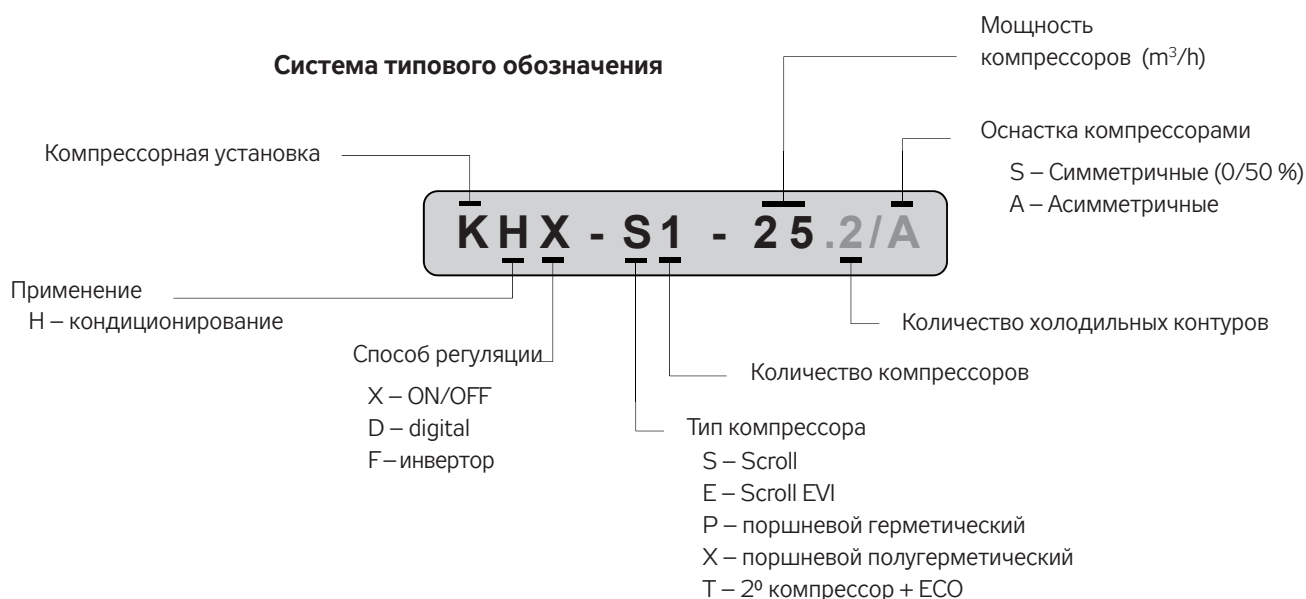 Система типового обозначения
Мощность
компрессоров (m³/h)
Компрессорная установка
Оснастка компрессорами
S – Симметричные (0/50 %)
A – Асимметричные
KHX - S1 - 25.2/A
Применение
H – кондиционирование
Количество холодильных контуров
Способ регуляции
X – ON/OFF
D – digital
F – инвертор
Количество компрессоров
Тип компрессора
S – Scroll
E – Scroll EVI
P – поршневой герметический
X – поршневой полугерметический
T – 2º компрессор + ECO